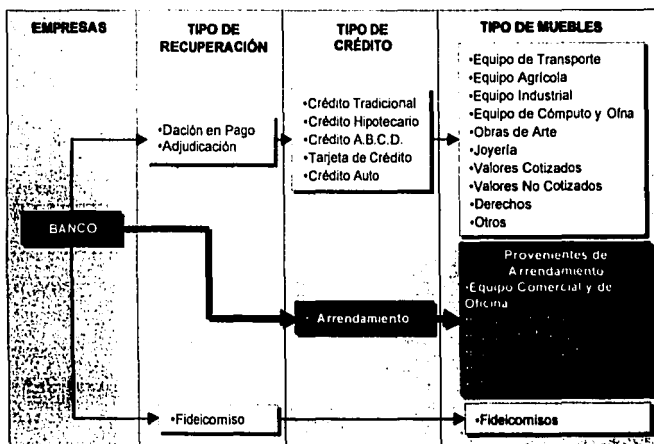 EMPRESAS
TIPO DE
RECUPERACIÓN
TIPO DE
CRÉDITO
TIPO DE MUEBLES
•Dación en Pago
•Adjudicación
•Crédito Tradicional
•Crédito Hipotecario
•Crédito A.B.C.D.
•Tarjeta de Crédito
•Crédito Auto
•Equipo de Transporte
•Equipo Agrícola
•Equipo Industrial
•Equipo de Cómputo y Ofna
•Obras de Arte
•Joyería
•Valores Cotizados
•Valores No Cotizados
•Derechos
•Otros
BANCO
Arrendamiento
Provenientes de
Arrendamiento
•Equipo Comercial y de
Oficina
•Fideicomiso
•Fideicomisos